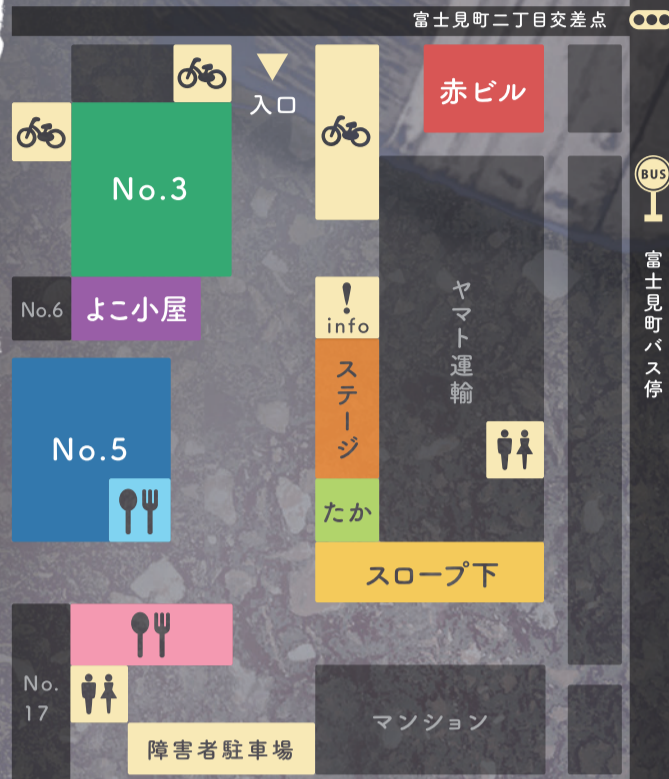 富士見町二丁目交差点
入口
赤ビル
No.3
BUS
富士見町バス停
No.6
よこ小屋
info
ステージ
ヤマト運輸
No.5
たか
スロープ下
No.
17
マンション
障害者駐車場